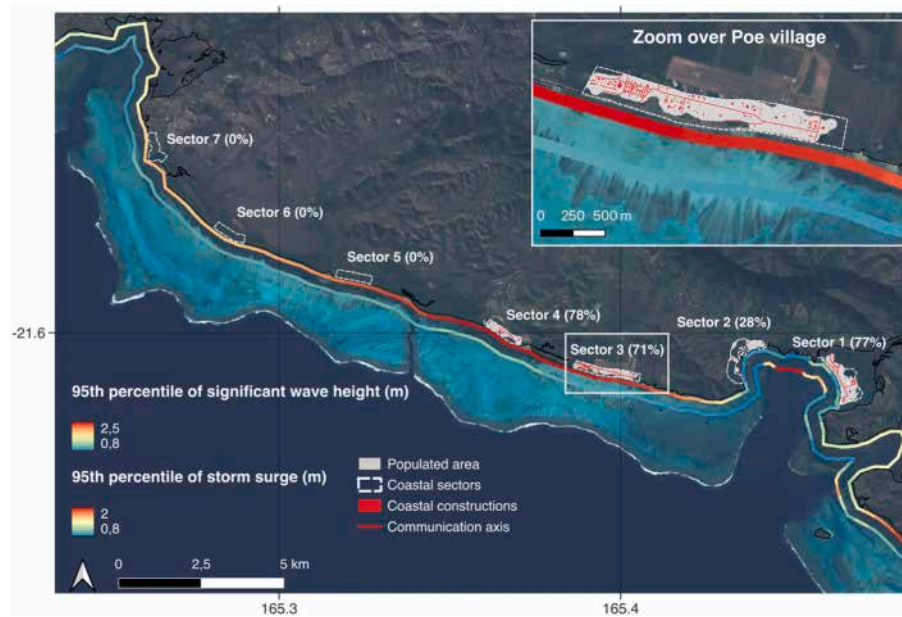 Zoom over Poe village
0 250 500 m
Sector 7 (0%)
Sector 6 (0%)
Sector 5 (0%)
Sector 4 (78%)
Sector 3 (71%)
Sector 2 (28%)
Sector 1 (77%)
-21.6
95th percentile of significant wave height (m)
2,5
0,8
95th percentile of storm surge (m)
2
0,8
Populated area
Coastal sectors
Coastal constructions
Communication axis
0 2,5 5 km
165.3 165.4